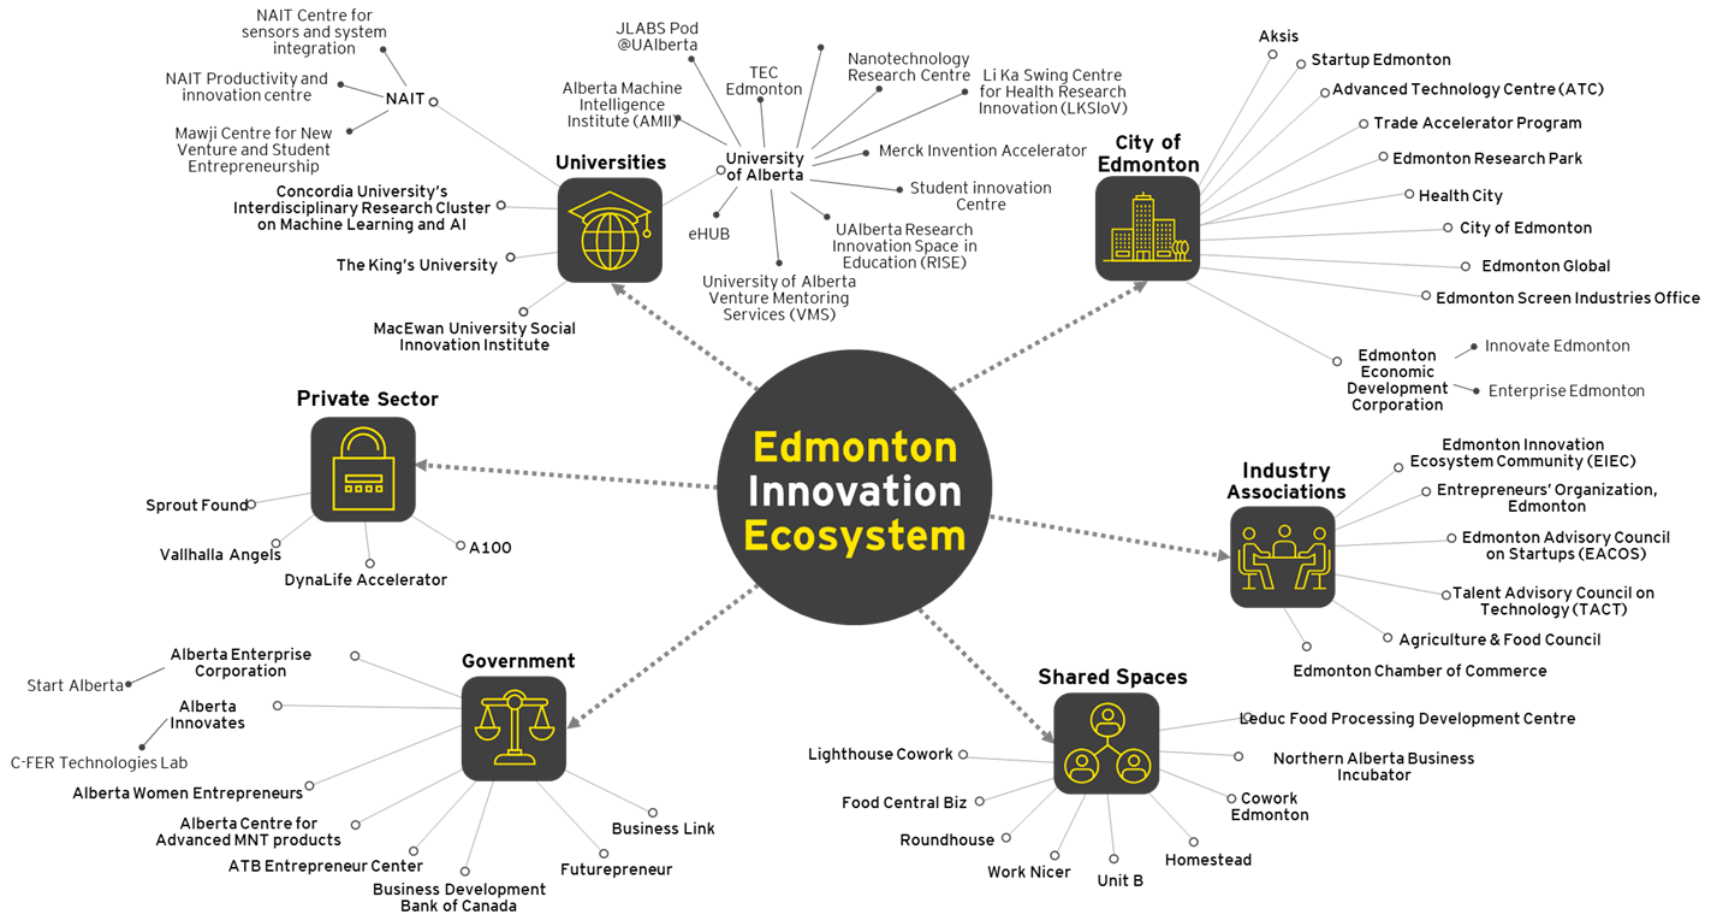 NAIT Centre for
sensors and system
integration
NAIT Productivity and
innovation centre
NAIT
Mawji Centre for New
Venture and Student
Entrepreneurship
Universities
Concordia University's
Interdisciplinary Research Cluster
on Machine Learning and AI
The King's University
MacEwan University Social
Innovation Institute
JLABS Pod
@UAlberta
TEC
Edmonton
Alberta Machine
Intelligence
Institute (AMII)
Nanotechnology
Research Centre
Li Ka Swing Centre
for Health Research
Innovation (LKSIoV)
University
of Alberta
Merck Invention Accelerator
Student innovation
Centre
eHUB
UAlberta Research
Innovation Space in
Education (RISE)
University of Alberta
Venture Mentoring
Services (VMS)
City of
Edmonton
Aksis
Startup Edmonton
Advanced Technology Centre (ATC)
Trade Accelerator Program
Edmonton Research Park
Health City
City of Edmonton
Edmonton Global
Edmonton Screen Industries Office
Edmonton
Economic
Development
Corporation
Innovate Edmonton
Enterprise Edmonton
Private Sector
Sprout Found
Vallhalla Angels
DynaLife Accelerator
A100
Edmonton
Innovation
Ecosystem
Industry
Associations
Edmonton Innovation
Ecosystem Community (EIEC)
Entrepreneurs' Organization,
Edmonton
Edmonton Advisory Council
on Startups (EACOS)
Talent Advisory Council on
Technology (TACT)
Agriculture & Food Council
Edmonton Chamber of Commerce
Government
Alberta Enterprise
Corporation
Start Alberta
Alberta
Innovates
C-FER Technologies Lab
Alberta Women Entrepreneurs
Alberta Centre for
Advanced MNT products
ATB Entrepreneur Center
Business Development
Bank of Canada
Futurepreneur
Business Link
Shared Spaces
Leduc Food Processing Development Centre
Northern Alberta Business
Incubator
Cowork
Edmonton
Homestead
Unit B
Work Nicer
Roundhouse
Food Central Biz
Lighthouse Cowork